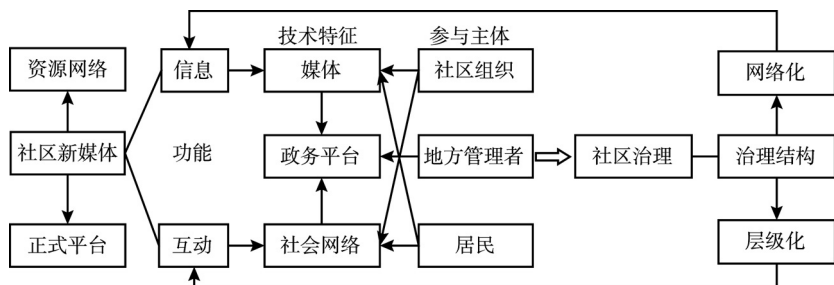 技术特征
参与主体
资源网络
信息
媒体
社区组织
网络化
社区新媒体
功能
政务平台
地方管理者
社区治理
治理结构
正式平台
互动
社会网络
居民
层级化